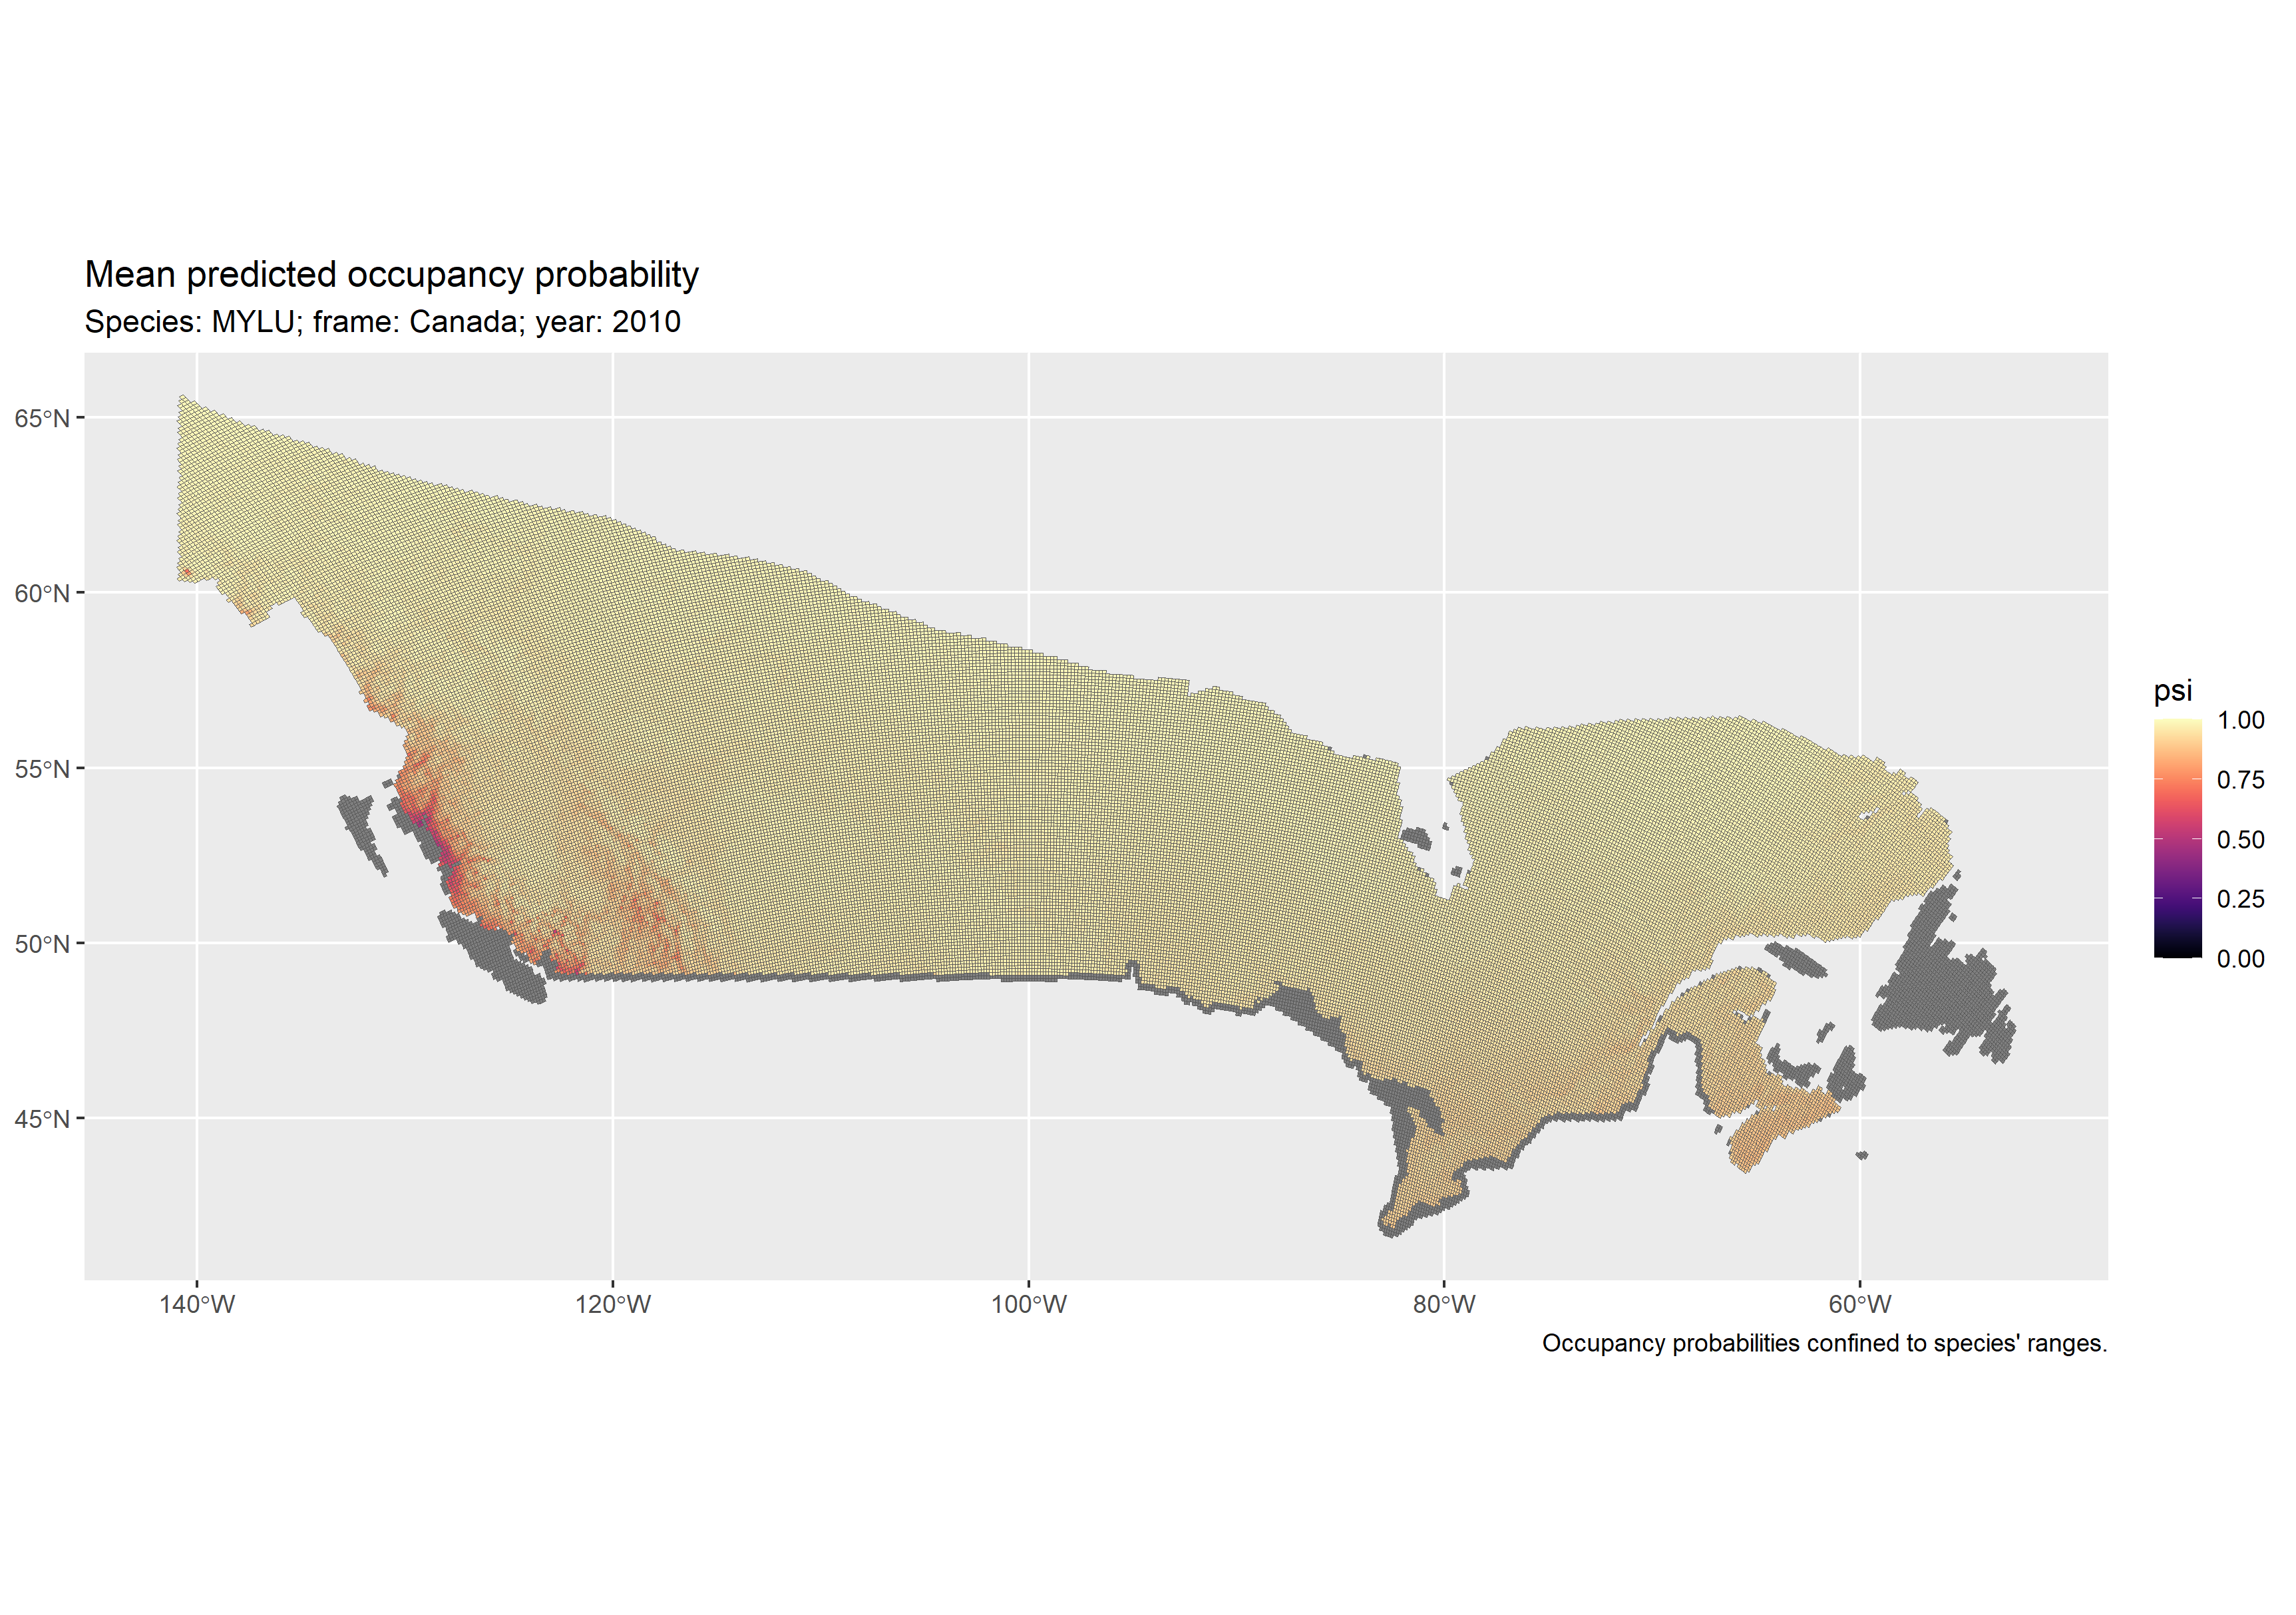 Mean predicted occupancy probability
Species: MYLU; frame: Canada; year: 2010
65°N
60°N
55°N
50°N
45°N
140°W
120°W
100°W
80°W
60°W
psi
1.00
0.75
0.50
0.25
0.00
Occupancy probabilities confined to species' ranges.